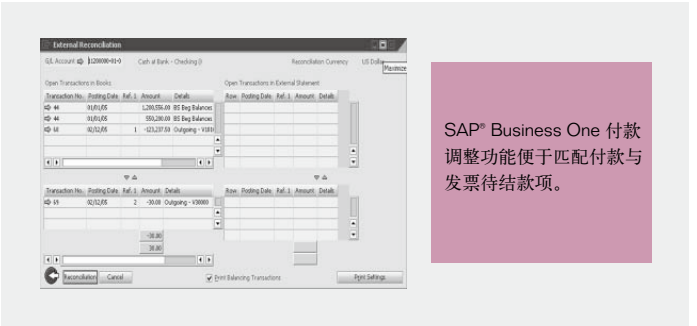 External Reconciliation
G/L Account 11200000-01-0 Cash at Bank - Checking () Reconciliation Currency US Dollar
Maximize
Open Transactions in Books Open Transactions in External Statement
Transaction No. Posting Date Ref. 1 Amount Details Row Posting Date Ref. 1 Amount Details
44 01/01/05 1,200,556.00 BS Beg Balances
44 01/01/05 550,200.00 BS Beg Balances
68 02/12/05 1 -123,237.50 Outgoing -
Transaction No. Posting Date Ref. 1 Amount Details Row Posting Date Ref. 1 Amount Details
69 02/02/05 2 -30.00 Outgoing - V30000
-30.00
30.00
Reconciliation Cancel Print Balancing Transactions Print Settings
SAP® Business One 付款
调整功能便于匹配付款与
发票待结款项。